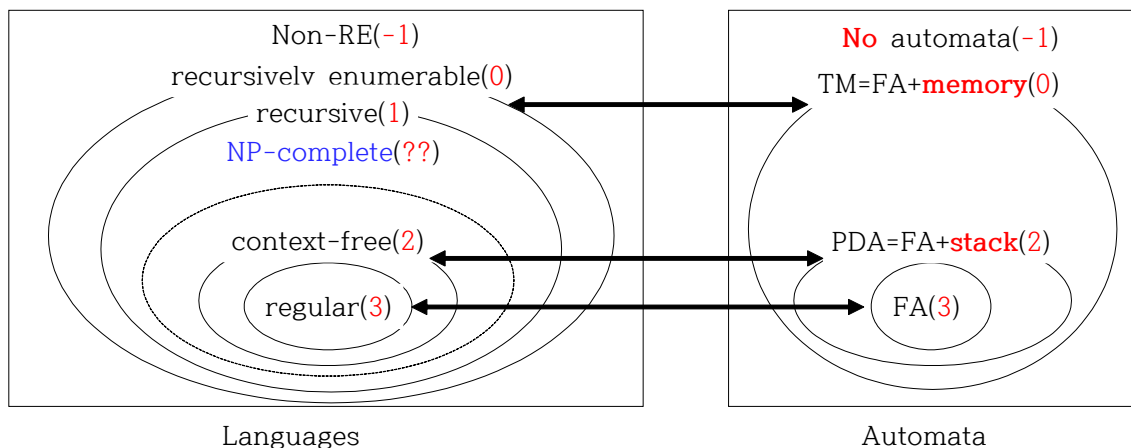 Non-RE(-1)
recursivelv enumerable(0)
recursive(1)
NP-complete(??)
context-free(2)
regular(3)
Languages
No automata(-1)
TM=FA+memory(0)
PDA=FA+stack(2)
FA(3)
Automata